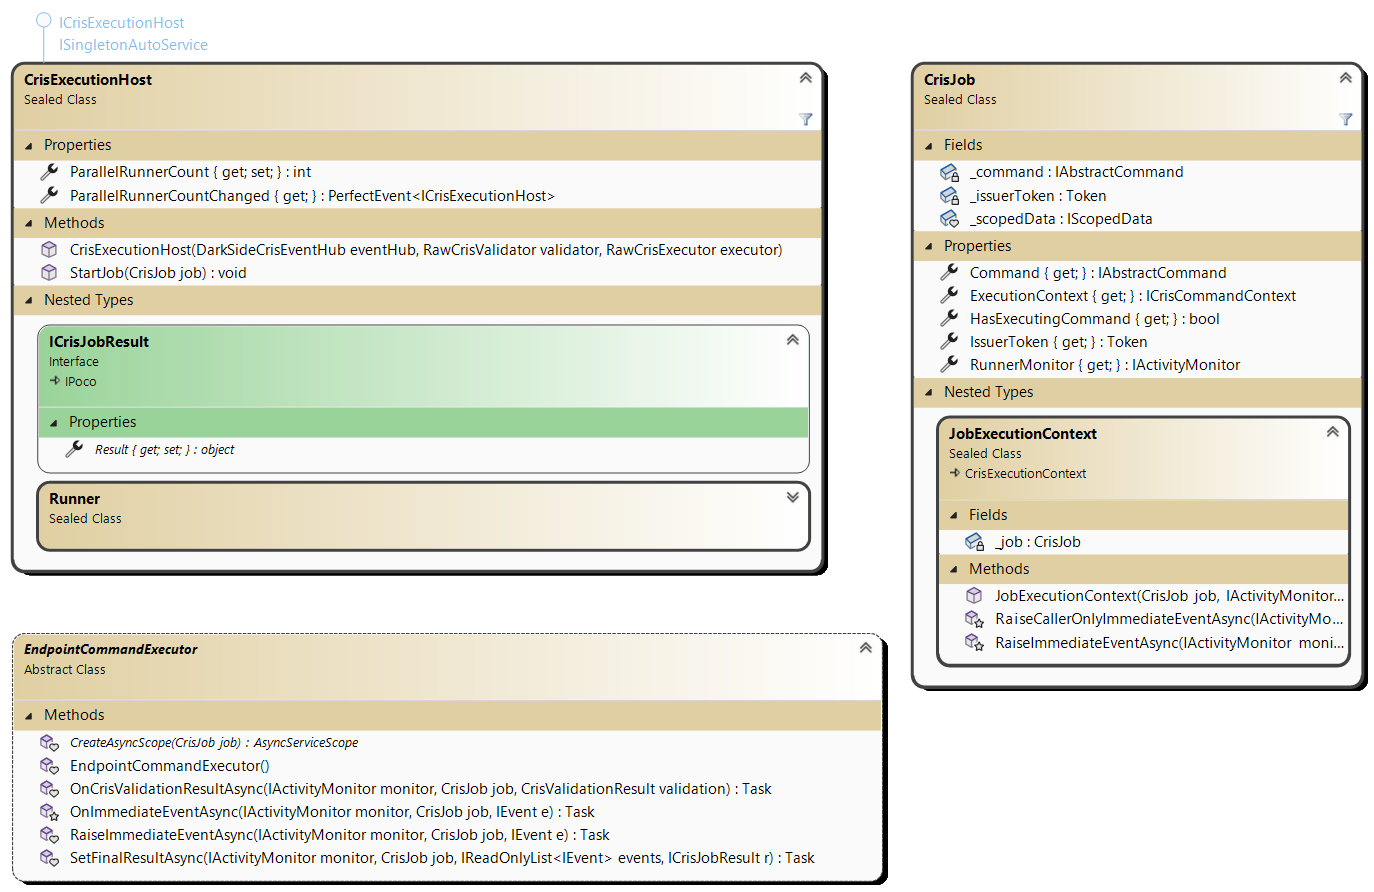 ICrisExecutionHost
ISingletonAutoService
CrisExecutionHost
Sealed Class
Properties
ParallelRunnerCount { get; set; } : int
ParallelRunnerCountChanged { get; } : PerfectEvent<ICrisExecutionHost>
Methods
CrisExecutionHost(DarkSideCrisEventHub eventHub, RawCrisValidator validator, RawCrisExecutor executor)
StartJob(CrisJob job) : void
Nested Types
ICrisJobResult
Interface
IPoco
Properties
Result { get; set; } : object
Runner
Sealed Class
CrisJob
Sealed Class
Fields
_command : IAbstractCommand
_issuerToken : Token
_scopedData : IScopedData
Properties
Command { get; } : IAbstractCommand
ExecutionContext { get; } : ICrisCommandContext
HasExecutingCommand { get; } : bool
IssuerToken { get; } : Token
RunnerMonitor { get; } : IActivityMonitor
Nested Types
JobExecutionContext
Sealed Class
CrisExecutionContext
Fields
_job : CrisJob
Methods
JobExecutionContext(CrisJob job, IActivityMonitor...
RaiseCallerOnlyImmediateEventAsync(IActivityMo...
RaiseImmediateEventAsync(IActivityMonitor moni...
EndpointCommandExecutor
Abstract Class
Methods
CreateAsyncScope(CrisJob job) : AsyncServiceScope
EndpointCommandExecutor()
OnCrisValidationResultAsync(IActivityMonitor monitor, CrisJob job, CrisValidationResult validation) : Task
OnImmediateEventAsync(IActivityMonitor monitor, CrisJob job, IEvent e) : Task
RaiseImmediateEventAsync(IActivityMonitor monitor, CrisJob job, IEvent e) : Task
SetFinalResultAsync(IActivityMonitor monitor, CrisJob job, IReadOnlyList<IEvent> events, ICrisJobResult r) : Task